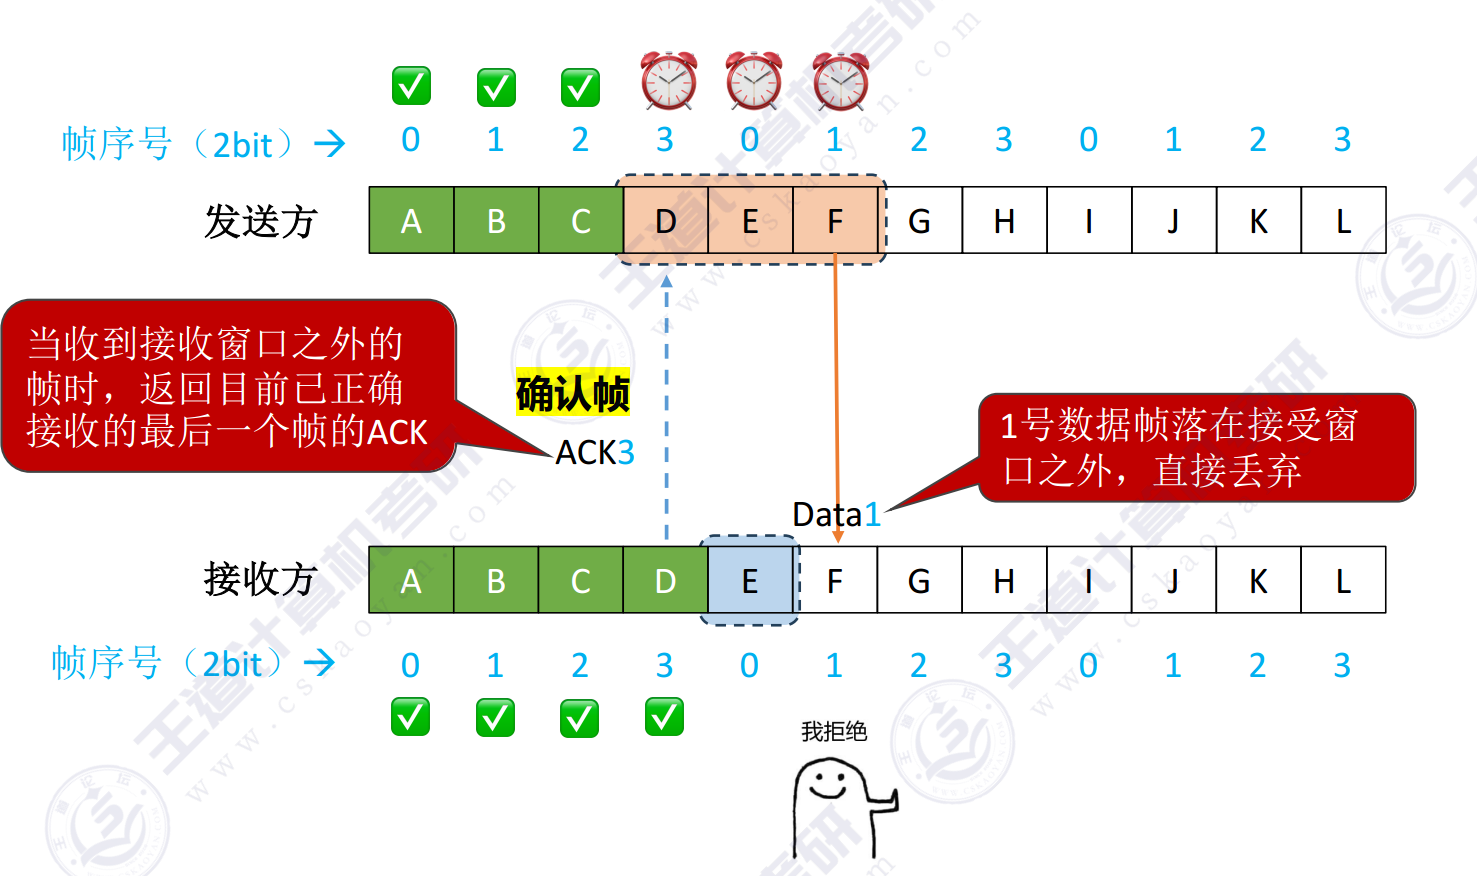 帧序号（2bit）→ 0 1 2 3 0 1 2 3 0 1 2 3
发送方 A B C D E F G H I J K L
当收到接收窗口之外的
帧时，返回目前已正确
接收的最后一个帧的ACK
确认帧
ACK3
1号数据帧落在接受窗
口之外，直接丢弃
Data1
接收方 A B C D E F G H I J K L
帧序号（2bit）→ 0 1 2 3 0 1 2 3 0 1 2 3
我拒绝
王道计算机考研
www.cskaoyan.com